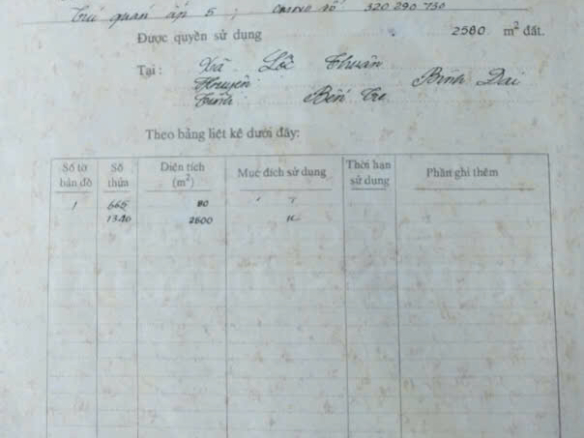 Trú quán ấp 5 ; CMND số 320 290 730
Được quyền sử dụng 2580 m² đất.
Tại : Xã Lộc Thuận
Huyện Bình Đại
Tỉnh Bến Tre
Theo bảng liệt kê dưới đây:
Số tờ bản đồ Số thửa Diện tích (m²) Mục đích sử dụng Thời hạn sử dụng Phần ghi thêm
1 665 80 T
2600